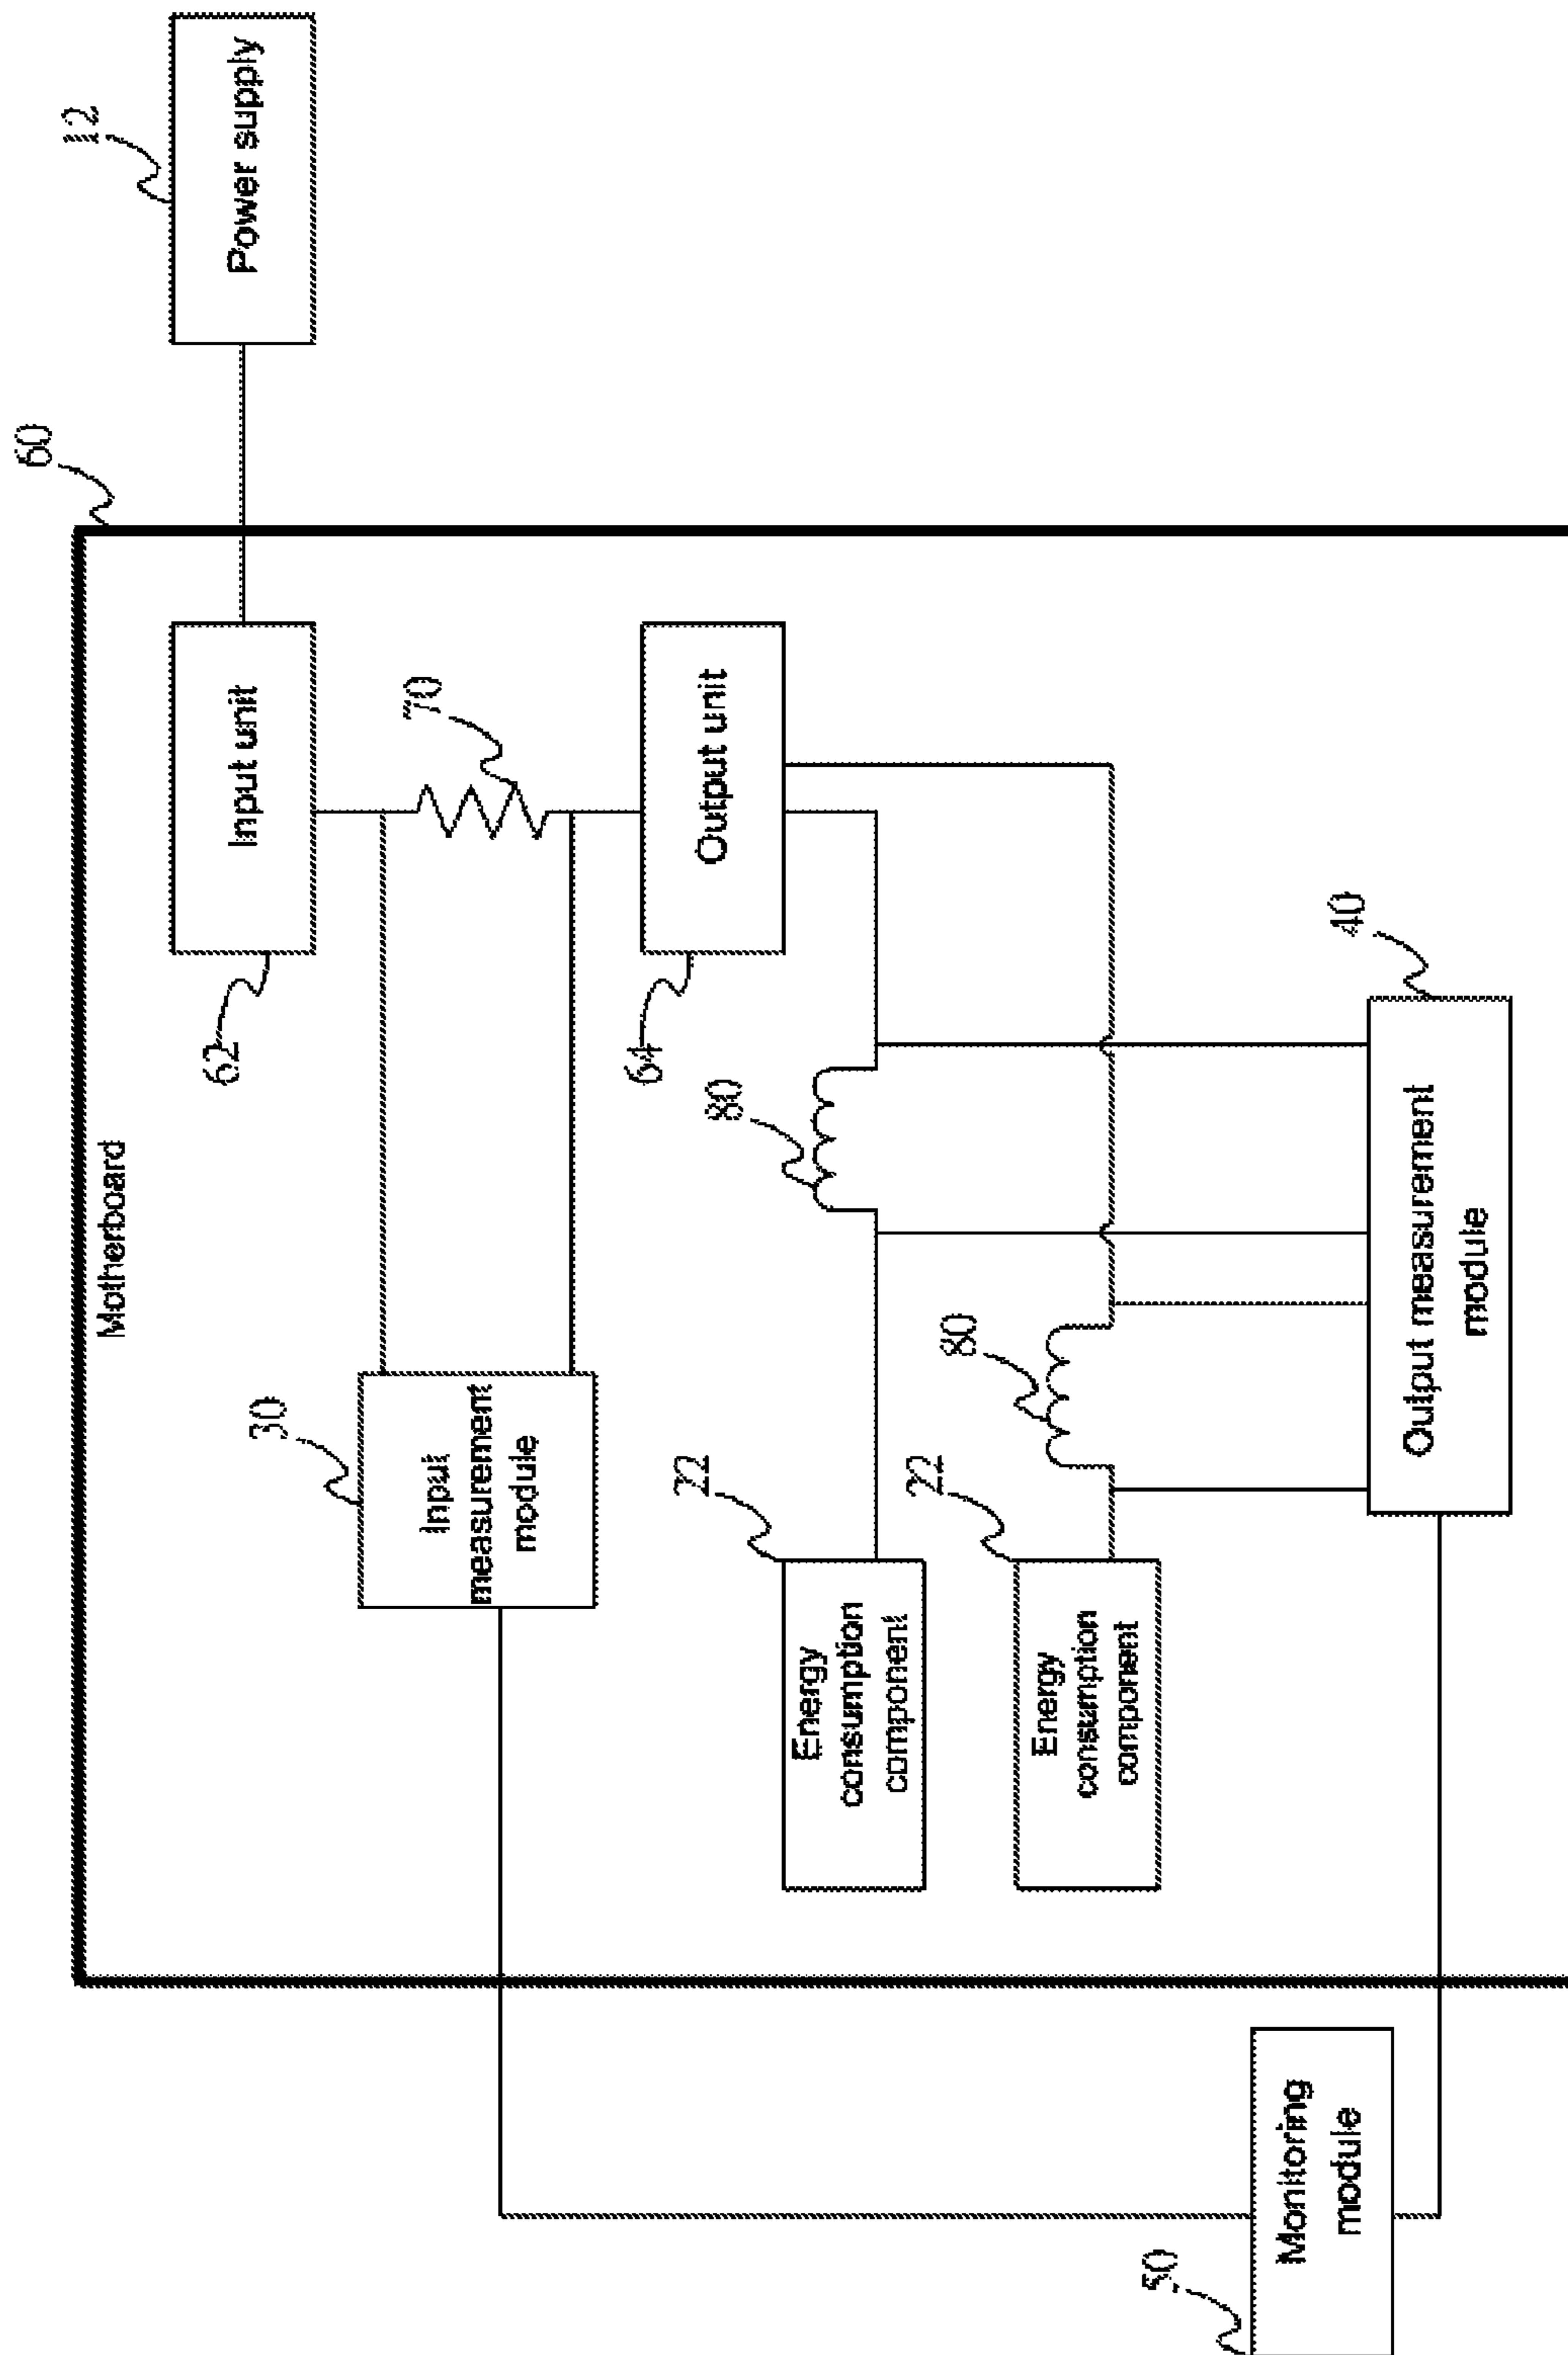 12
Power supply
60
Motherboard
Input unit
62
70
30
Input
measurement
module
Output unit
64
80
22
Energy
consumption
component
80
22
Energy
consumption
component
40
Output measurement
module
50
Monitoring
module